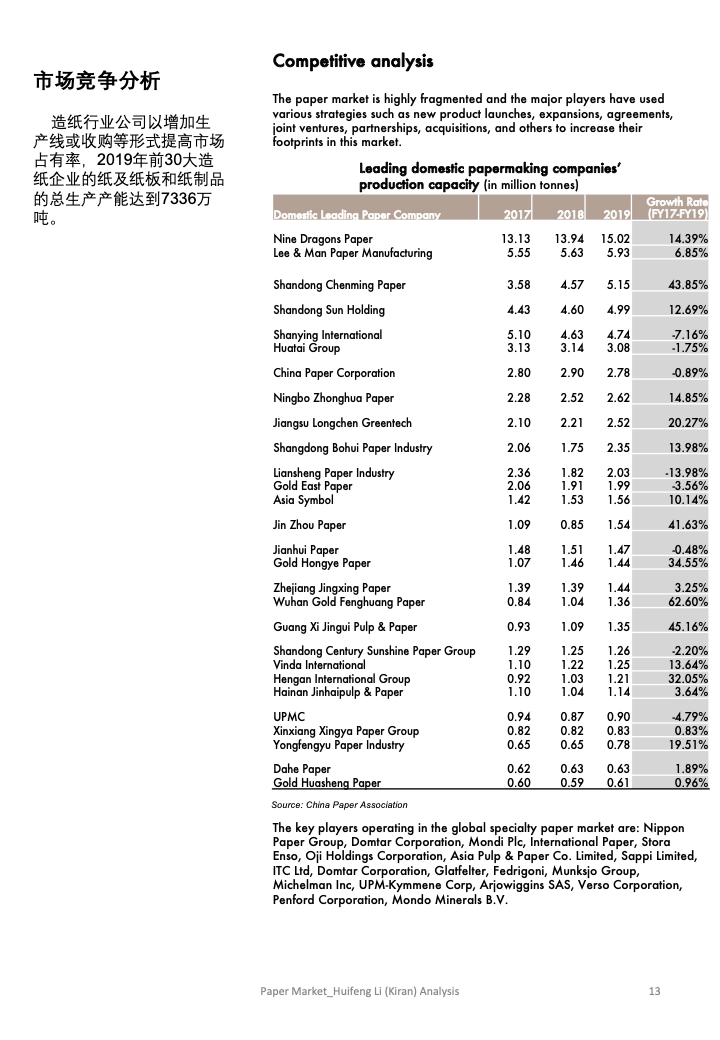 市场竞争分析
造纸行业公司以增加生
产线或收购等形式提高市场
占有率，2019年前30大造
纸企业的纸及纸板和纸制品
的总生产产能达到7336万
吨。
Competitive analysis
The paper market is highly fragmented and the major players have used
various strategies such as new product launches, expansions, agreements,
joint ventures, partnerships, acquisitions, and others to increase their
footprints in this market.
Leading domestic papermaking companies’
production capacity (in million tonnes)
Domestic Leading Paper Company 2017 2018 2019 Growth Rate (FY17-FY19)
Nine Dragons Paper 13.13 13.94 15.02 14.39%
Lee & Man Paper Manufacturing 5.55 5.63 5.93 6.85%
Shandong Chenming Paper 3.58 4.57 5.15 43.85%
Shandong Sun Holding 4.43 4.60 4.99 12.69%
Shanying International 5.10 4.63 4.74 -7.16%
Huatai Group 3.13 3.14 3.08 -1.75%
China Paper Corporation 2.80 2.90 2.78 -0.89%
Ningbo Zhonghua Paper 2.28 2.52 2.62 14.85%
Jiangsu Longchen Greentech 2.10 2.21 2.52 20.27%
Shangdong Bohui Paper Industry 2.06 1.75 2.35 13.98%
Liansheng Paper Industry 2.36 1.82 2.03 -13.98%
Gold East Paper 2.06 1.91 1.99 -3.56%
Asia Symbol 1.42 1.53 1.56 10.14%
Jin Zhou Paper 1.09 0.85 1.54 41.63%
Jianhui Paper 1.48 1.51 1.47 -0.48%
Gold Hongye Paper 1.07 1.46 1.44 34.55%
Zhejiang Jingxing Paper 1.39 1.39 1.44 3.25%
Wuhan Gold Fenghuang Paper 0.84 1.04 1.36 62.60%
Guang Xi Jingui Pulp & Paper 0.93 1.09 1.35 45.16%
Shandong Century Sunshine Paper Group 1.29 1.25 1.26 -2.20%
Vinda International 1.10 1.22 1.25 13.64%
Hengan International Group 0.92 1.03 1.21 32.05%
Hainan Jinhaipulp & Paper 1.10 1.04 1.14 3.64%
UPMC 0.94 0.87 0.90 -4.79%
Xinxiang Xingya Paper Group 0.82 0.82 0.83 0.83%
Yongfengyu Paper Industry 0.65 0.65 0.78 19.51%
Dahe Paper 0.62 0.63 0.63 1.89%
Gold Huasheng Paper 0.60 0.59 0.61 0.96%
Source: China Paper Association
The key players operating in the global specialty paper market are: Nippon
Paper Group, Domtar Corporation, Mondi Plc, International Paper, Stora
Enso, Oji Holdings Corporation, Asia Pulp & Paper Co. Limited, Sappi Limited,
ITC Ltd, Domtar Corporation, Glatfelter, Fedrigoni, Munksjo Group,
Michelman Inc, UPM-Kymmene Corp, Arjowiggins SAS, Verso Corporation,
Penford Corporation, Mondo Minerals B.V.
Paper Market_Huifeng Li (Kiran) Analysis 13